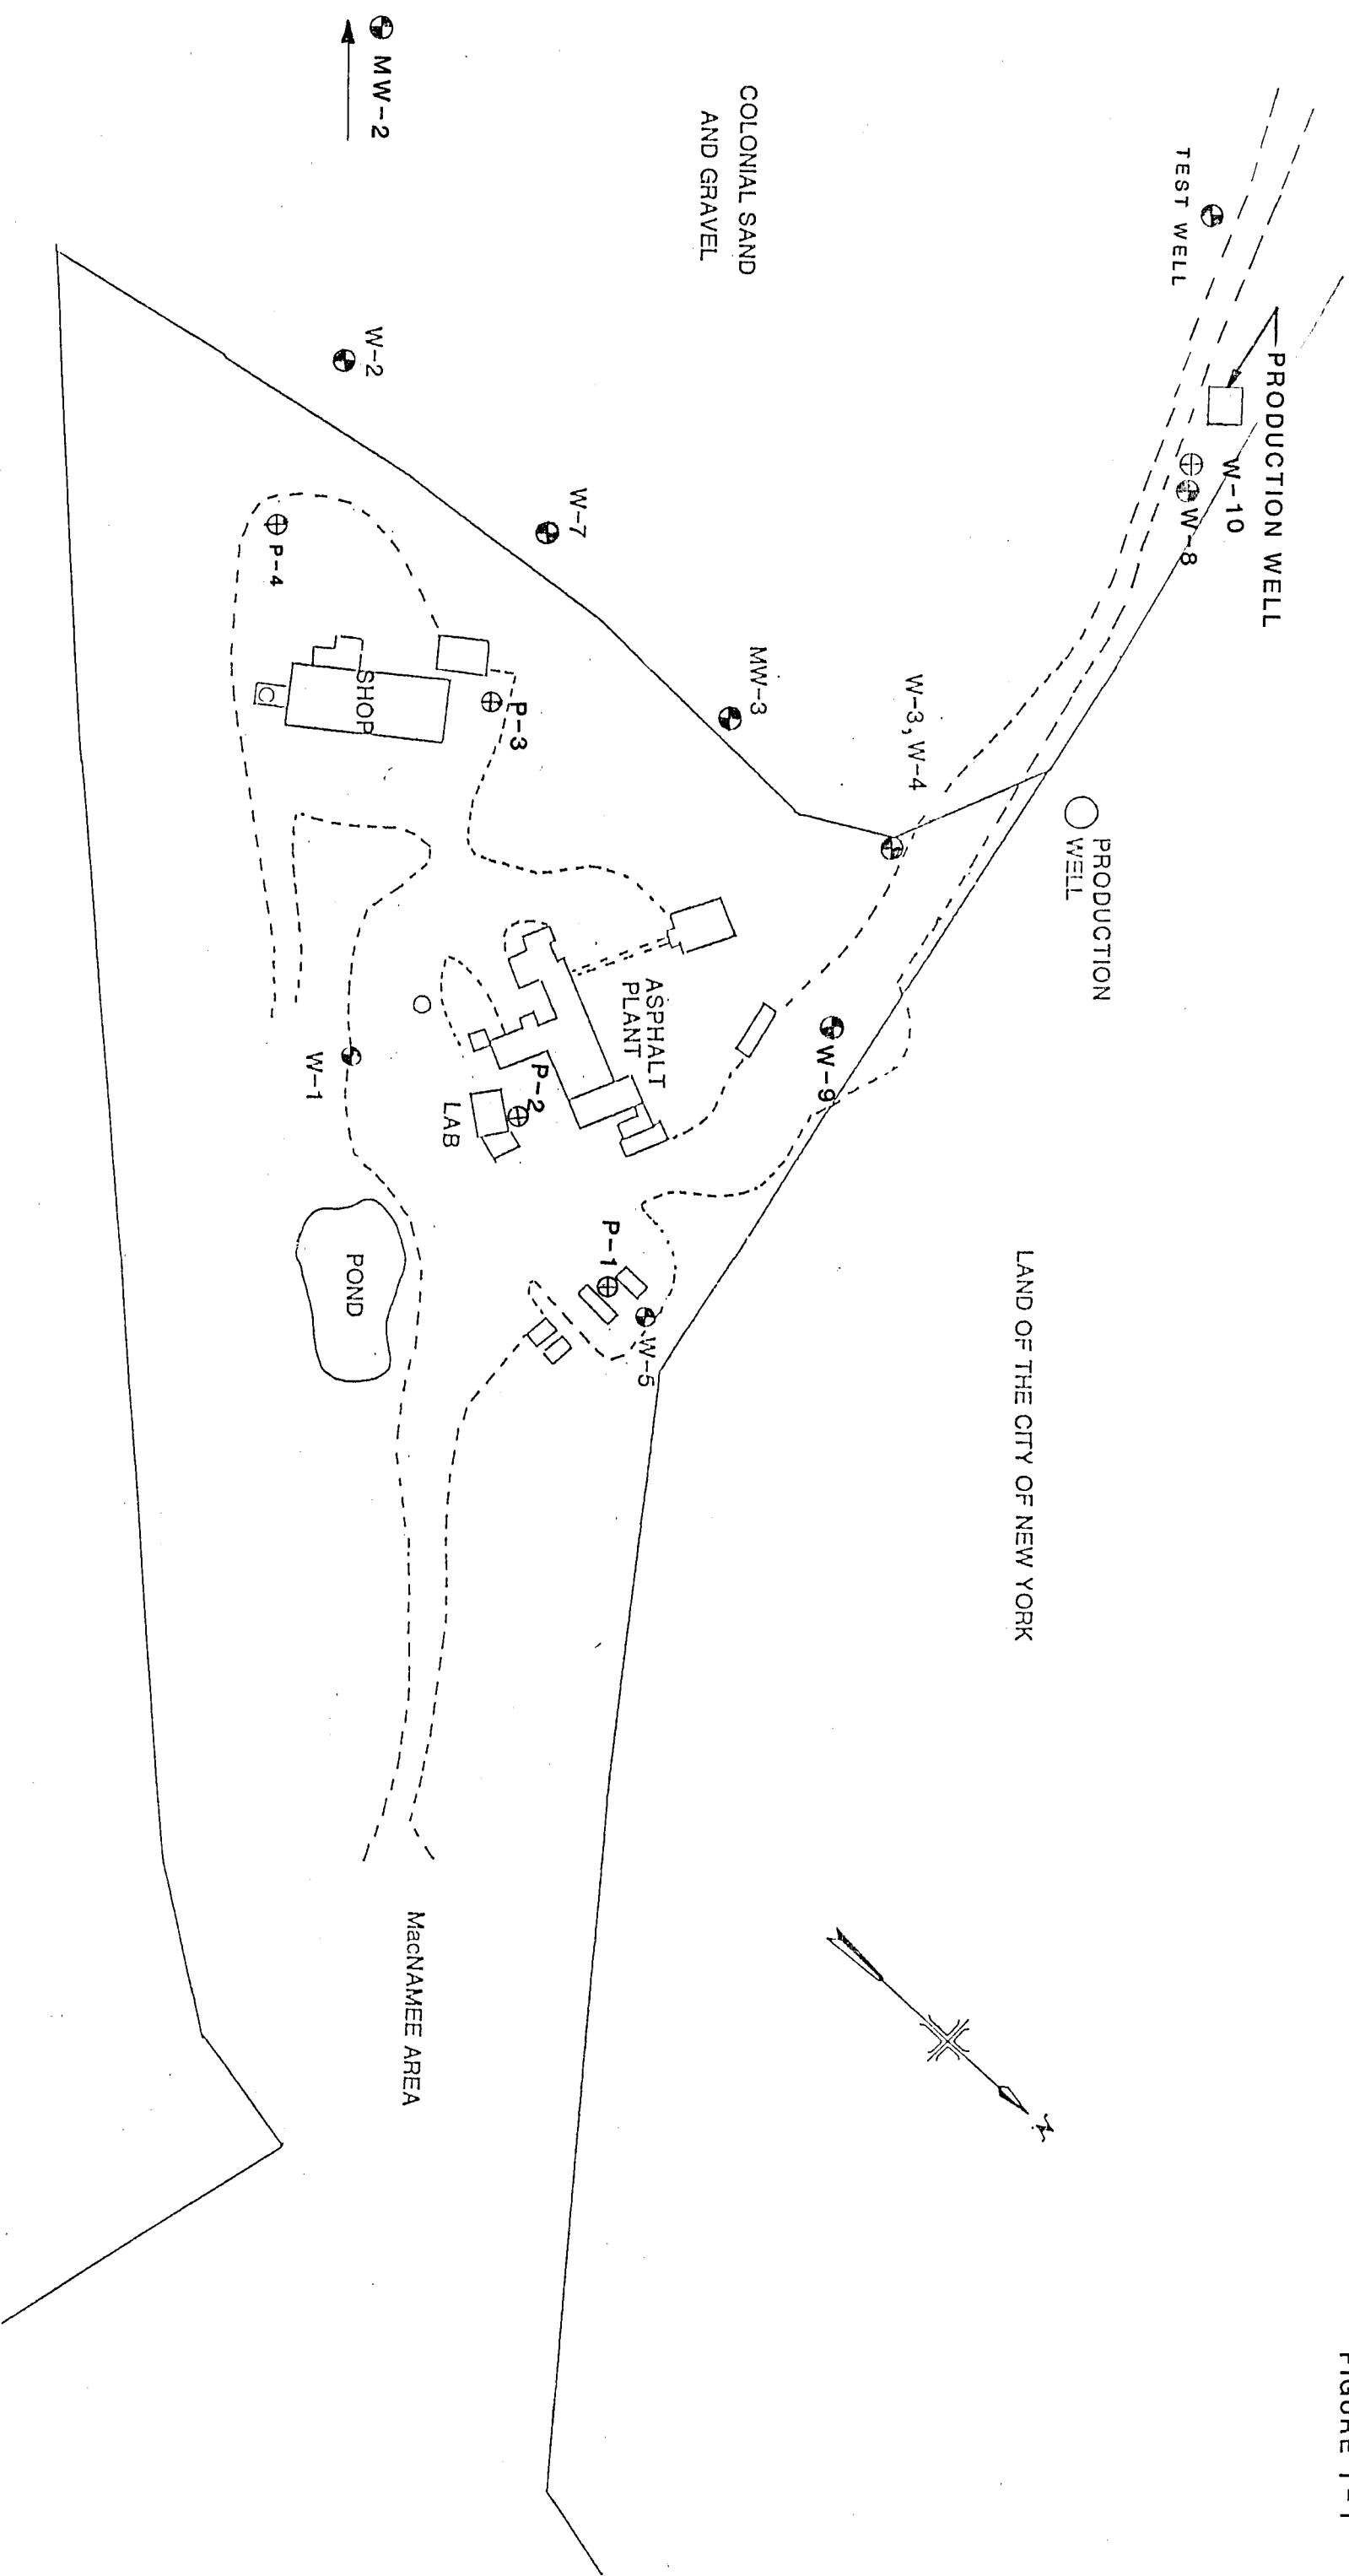 FIGURE 1-1
PRODUCTION WELL
W-10
W-8
TEST WELL
PRODUCTION
WELL
LAND OF THE CITY OF NEW YORK
N
W-3, W-4
W-9
COLONIAL SAND
AND GRAVEL
MW-3
ASPHALT
PLANT
W-5
P-1
W-7
P-3
P-2
LAB
MacNAMEE AREA
MW-2
W-2
SHOP
POND
W-1
P-4